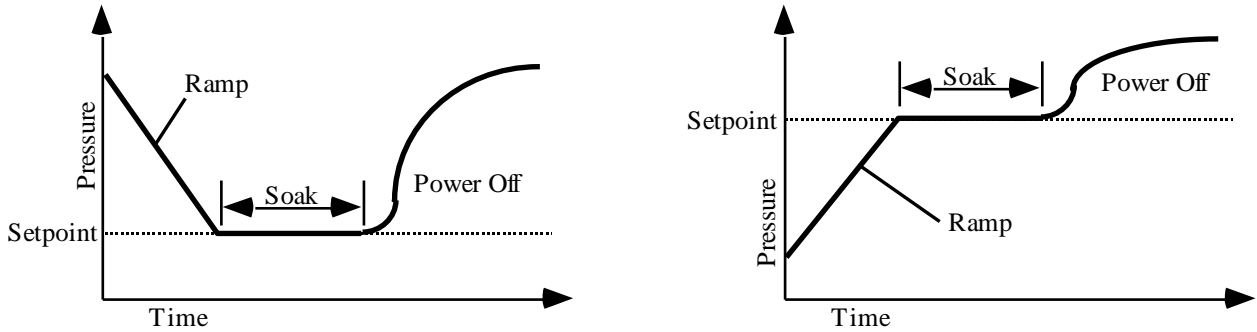 Ramp
Soak
Pressure
Power Off
Setpoint
Time
Soak
Power Off
Setpoint
Pressure
Ramp
Time